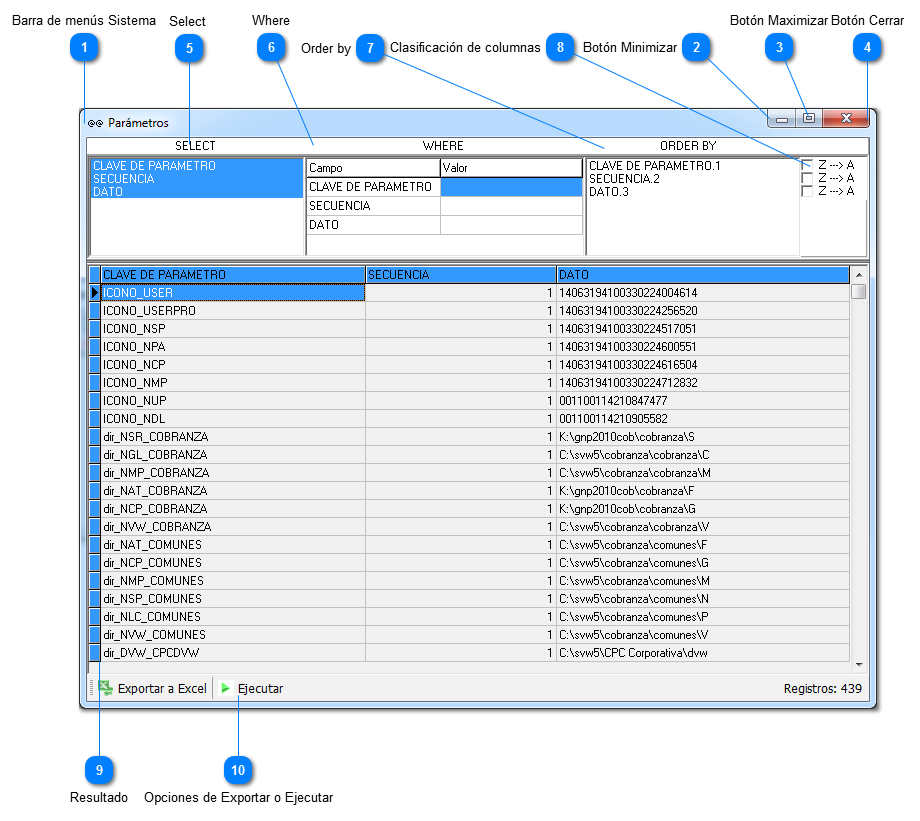 Barra de menús Sistema Select Where Botón Maximizar Botón Cerrar
Order by Clasificación de columnas Botón Minimizar
1 5 6 7 8 2 3 4
Parámetros
SELECT WHERE ORDER BY
CLAVE DE PARAMETRO
SECUENCIA
DATO
Campo Valor
CLAVE DE PARAMETRO
SECUENCIA
DATO
CLAVE DE PARAMETRO.1
SECUENCIA.2
DATO.3
Z ---> A
Z ---> A
Z ---> A
CLAVE DE PARAMETRO SECUENCIA DATO
ICONO_USER 1 14063194100330224004614
ICONO_USERPRO 1 14063194100330224256520
ICONO_NSP 1 14063194100330224517051
ICONO_NPA 1 14063194100330224600551
ICONO_NCP 1 14063194100330224616504
ICONO_NMP 1 14063194100330224712832
ICONO_NUP 1 001100114210847477
ICONO_NDL 1 001100114210905582
dir_NSR_COBRANZA 1 K:\gnp2010cob\cobranza\S
dir_NGL_COBRANZA 1 C:\svw5\cobranza\cobranza\C
dir_NMP_COBRANZA 1 C:\svw5\cobranza\cobranza\M
dir_NAT_COBRANZA 1 K:\gnp2010cob\cobranza\F
dir_NCP_COBRANZA 1 K:\gnp2010cob\cobranza\G
dir_NVW_COBRANZA 1 C:\svw5\cobranza\cobranza\V
dir_NAT_COMUNES 1 C:\svw5\cobranza\comunes\F
dir_NCP_COMUNES 1 C:\svw5\cobranza\comunes\G
dir_NMP_COMUNES 1 C:\svw5\cobranza\comunes\M
dir_NSP_COMUNES 1 C:\svw5\cobranza\comunes\N
dir_NLC_COMUNES 1 C:\svw5\cobranza\comunes\P
dir_NVW_COMUNES 1 C:\svw5\cobranza\comunes\V
dir_DVW_CPCDVW 1 C:\svw5\CPC Corporativa\dvw
Exportar a Excel Ejecutar Registros: 439
9 10
Resultado Opciones de Exportar o Ejecutar